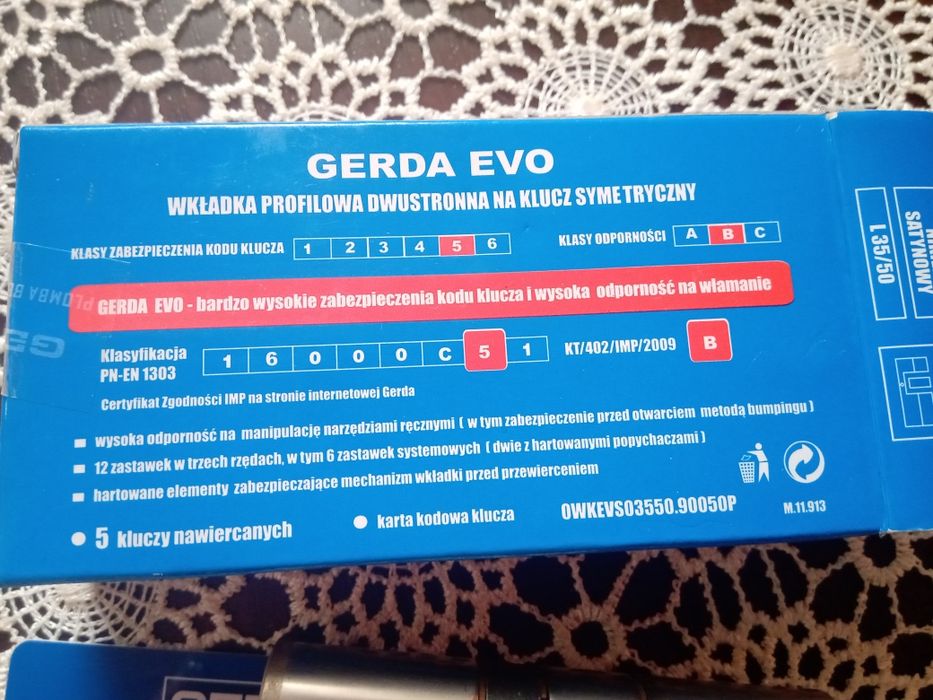 GERDA EVO
WKŁADKA PROFILOWA DWUSTRONNA NA KLUCZ SYMETRYCZNY
KLASY ZABEZPIECZENIA KODU KLUCZA 1 2 3 4 5 6
KLASY ODPORNOŚCI A B C
GERDA EVO - bardzo wysokie zabezpieczenia kodu klucza i wysoka odporność na włamanie
Klasyfikacja
PN-EN 1303
1 6 0 0 0 C 5 1
KT/402/IMP/2009 B
Certyfikat Zgodności IMP na stronie internetowej Gerda
wysoka odporność na manipulację narzędziami ręcznymi ( w tym zabezpieczenie przed otwarciem metodą bumpingu )
12 zastawek w trzech rzędach, w tym 6 zastawek systemowych ( dwie z hartowanymi popychaczami )
hartowane elementy zabezpieczające mechanizm wkładki przed przewierceniem
5 kluczy nawiercanych
karta kodowa klucza
0WKEVS03550.90050P
M.11.913
SATYNOWY
L 35/50
PLOMBA